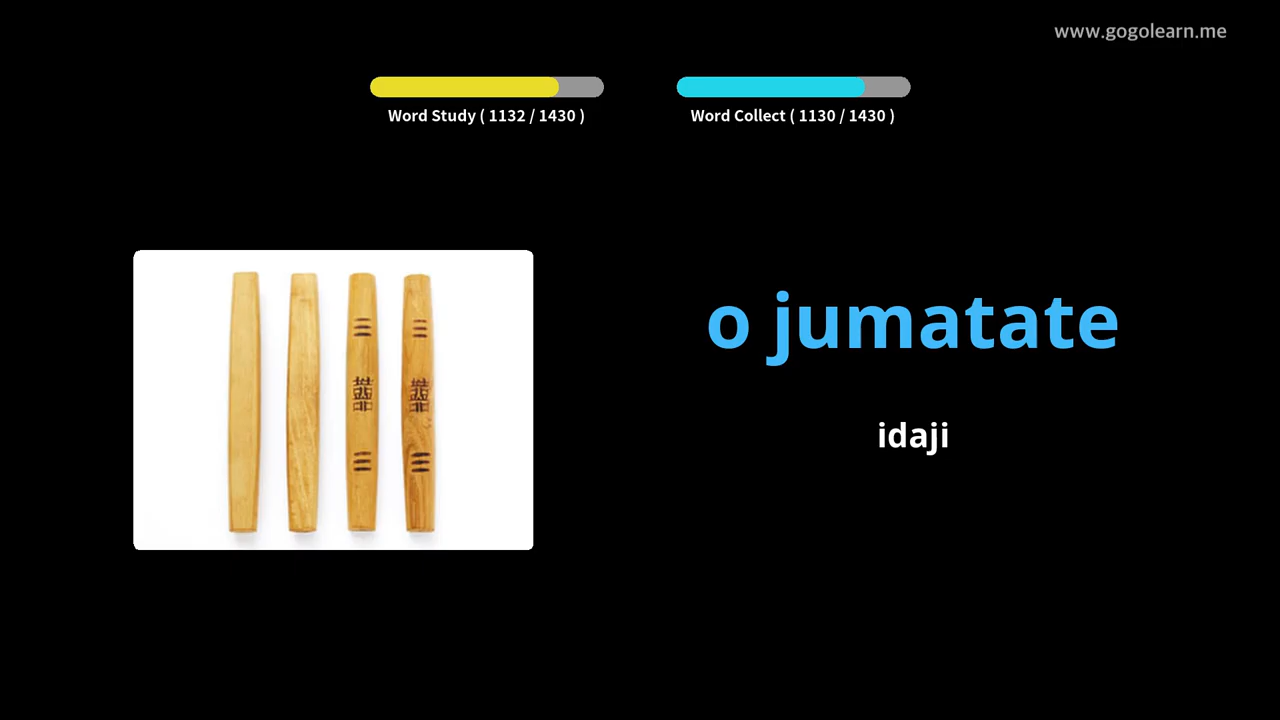 www.gogolearn.me
Word Study ( 1132 / 1430 )
Word Collect ( 1130 / 1430 )
o jumatate
idaji